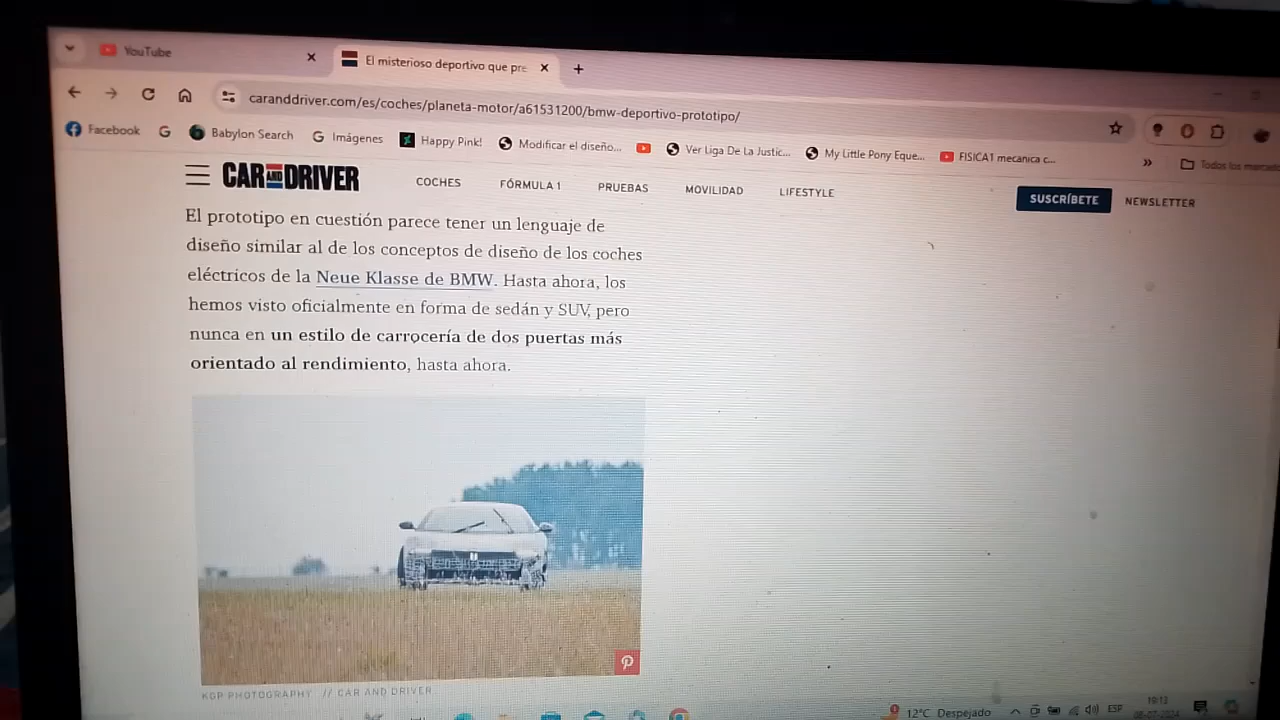 YouTube
El misterioso deportivo que pre
caranddriver.com/es/coches/planeta-motor/a61531200/bmw-deportivo-prototipo/
Facebook
Babylon Search
Imágenes
Happy Pink!
Modificar el diseño...
Ver Liga De La Justic...
My Little Pony Eque...
FISICA1 mecanica c...
Todos los marcado
CAR AND DRIVER
COCHES
FÓRMULA 1
PRUEBAS
MOVILIDAD
LIFESTYLE
SUSCRÍBETE
NEWSLETTER
El prototipo en cuestión parece tener un lenguaje de
diseño similar al de los conceptos de diseño de los coches
eléctricos de la Neue Klasse de BMW. Hasta ahora, los
hemos visto oficialmente en forma de sedán y SUV, pero
nunca en un estilo de carrocería de dos puertas más
orientado al rendimiento, hasta ahora.
KGP PHOTOGRAPHY // CAR AND DRIVER
12°C Despejado
ESP
19:13